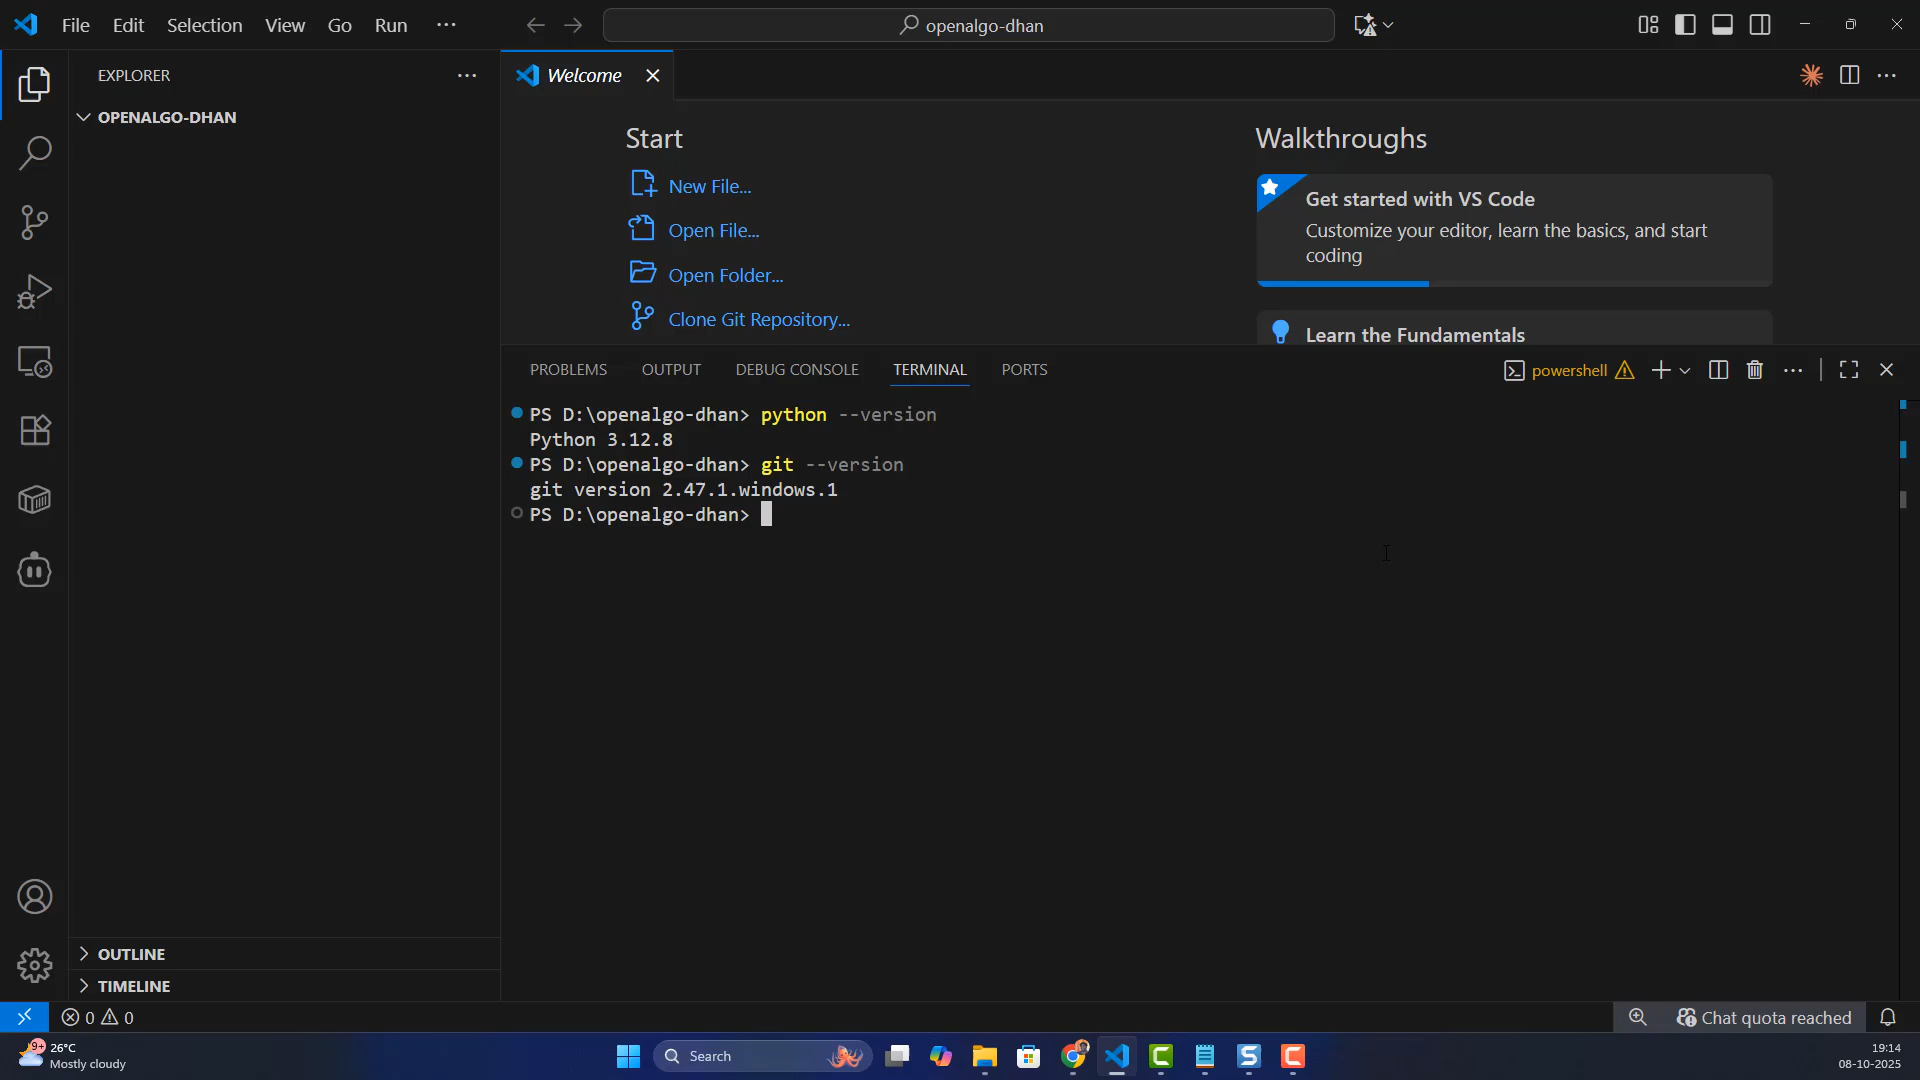 File Edit Selection View Go Run ···
openalgo-dhan
EXPLORER
OPENALGO-DHAN
Welcome
Start
New File...
Open File...
Open Folder...
Clone Git Repository...
Walkthroughs
Get started with VS Code
Customize your editor, learn the basics, and start
coding
Learn the Fundamentals
PROBLEMS OUTPUT DEBUG CONSOLE TERMINAL PORTS
powershell
PS D:\openalgo-dhan> python --version
Python 3.12.8
PS D:\openalgo-dhan> git --version
git version 2.47.1.windows.1
PS D:\openalgo-dhan>
OUTLINE
TIMELINE
0 0
Chat quota reached
9+
26°C
Mostly cloudy
Search
19:14
08-10-2025